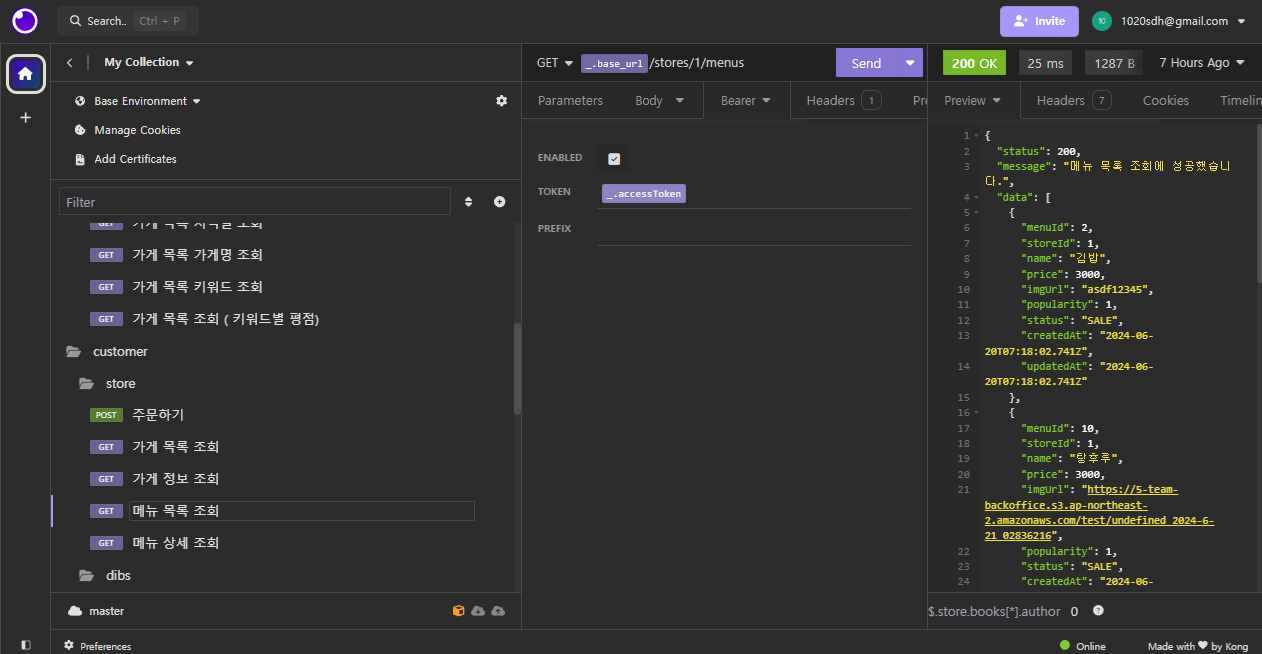 Search.. Ctrl + P
Invite
10
1020sdh@gmail.com
My Collection
Base Environment
Manage Cookies
Add Certificates
Filter
GET 가게 목록 지역별 조회
GET 가게 목록 가게명 조회
GET 가게 목록 키워드 조회
GET 가게 목록 조회 ( 키워드별 평점)
customer
store
POST 주문하기
GET 가게 목록 조회
GET 가게 정보 조회
GET 메뉴 목록 조회
GET 메뉴 상세 조회
dibs
master
Preferences
GET _.base_url /stores/1/menus Send
Parameters Body Bearer Headers 1
ENABLED
TOKEN _.accessToken
PREFIX
200 OK 25 ms 1287 B 7 Hours Ago
Preview Headers 7 Cookies Timelin
1 {
2 "status": 200,
3 "message": "메뉴 목록 조회에 성공했습니
다.",
4 "data": [
5 {
6 "menuId": 2,
7 "storeId": 1,
8 "name": "김밥",
9 "price": 3000,
10 "imgUrl": "asdf12345",
11 "popularity": 1,
12 "status": "SALE",
13 "createdAt": "2024-06-
20T07:18:02.741Z",
14 "updatedAt": "2024-06-
20T07:18:02.741Z"
15 },
16 {
17 "menuId": 10,
18 "storeId": 1,
19 "name": "탕후루",
20 "price": 3000,
21 "imgUrl": "https://5-team-
backoffice.s3.ap-northeast-
2.amazonaws.com/test/undefined_2024-6-
21_02836216",
22 "popularity": 1,
23 "status": "SALE",
24 "createdAt": "2024-06-
$.store.books[*].author 0
Online
Made with ❤ by Kong